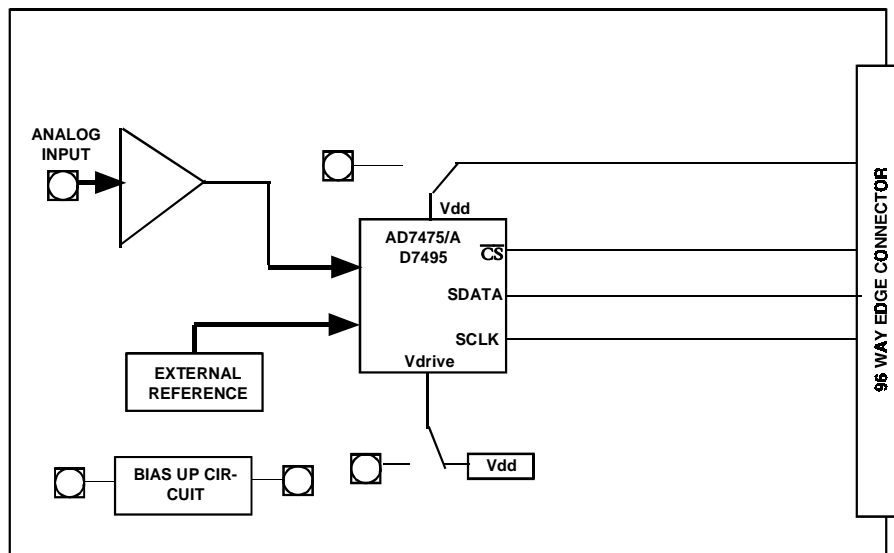 ANALOG
INPUT
Vdd
AD7475/A
D7495
CS
SDATA
SCLK
Vdrive
EXTERNAL
REFERENCE
BIAS UP CIR-
CUIT
Vdd
96 WAY EDGE CONNECTOR